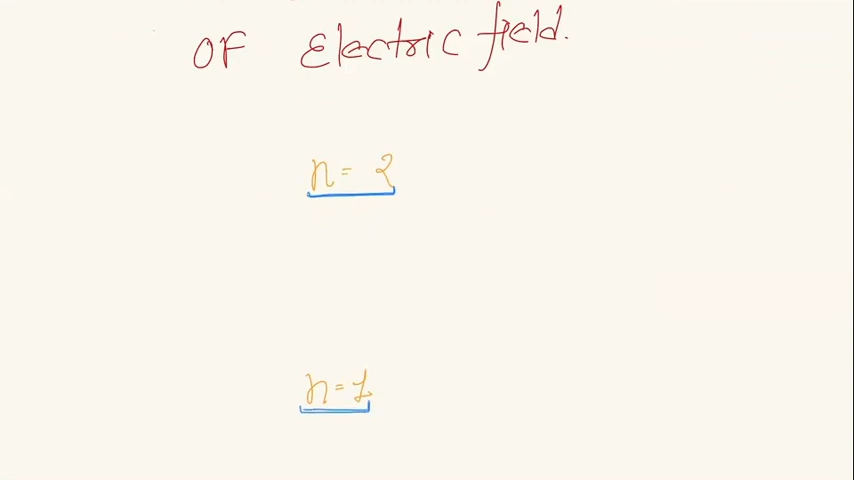 OF Electric field.
n = 2
n = 1